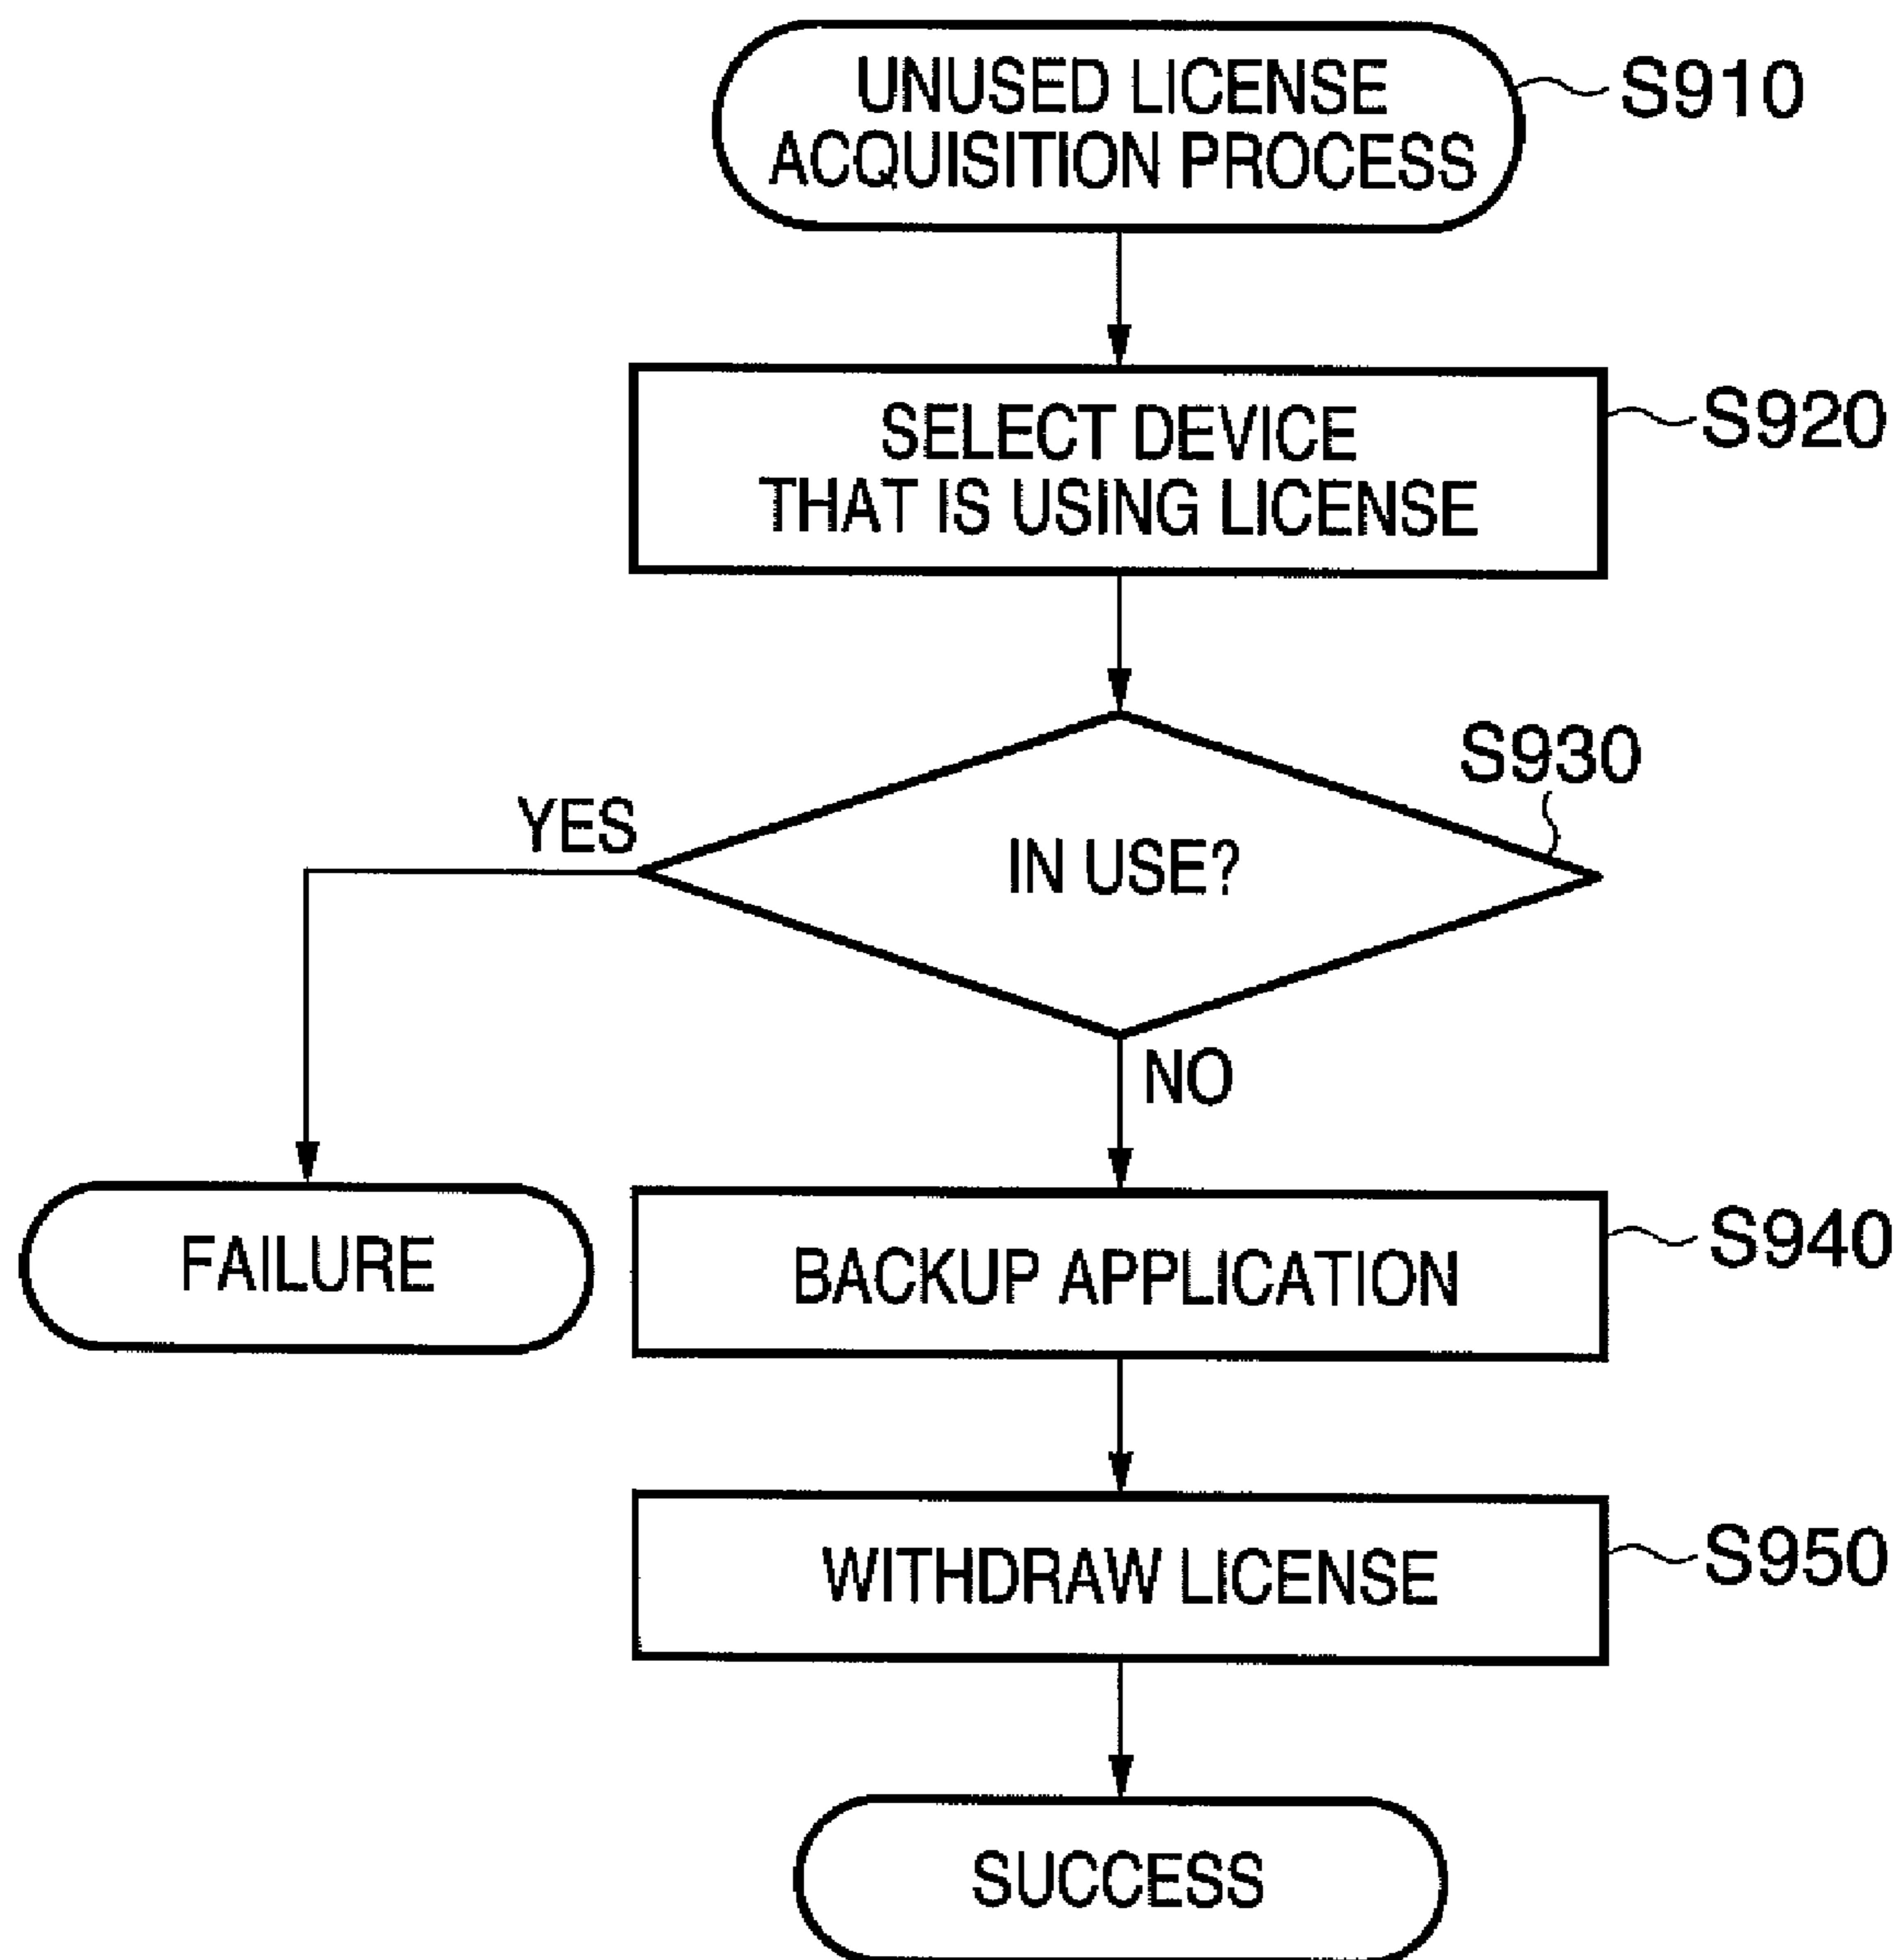 UNUSED LICENSE
ACQUISITION PROCESS
S910
SELECT DEVICE
THAT IS USING LICENSE
S920
S930
YES
IN USE?
NO
FAILURE
BACKUP APPLICATION
S940
WITHDRAW LICENSE
S950
SUCCESS